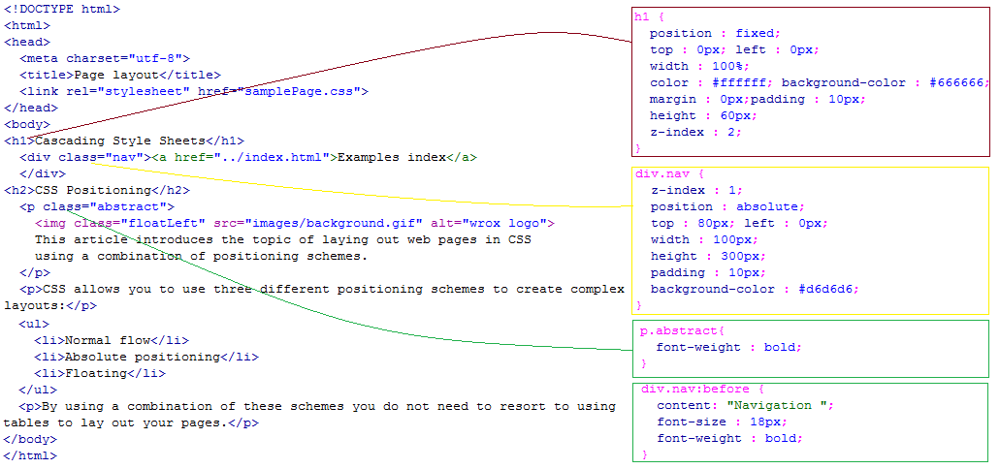 <!DOCTYPE html>
<html>
<head>
  <meta charset="utf-8">
  <title>Page layout</title>
  <link rel="stylesheet" href="samplePage.css">
</head>
<body>
<h1>Cascading Style Sheets</h1>
  <div class="nav"><a href="../index.html">Examples index</a>
  </div>
<h2>CSS Positioning</h2>
  <p class="abstract">
    <img class="floatLeft" src="images/background.gif" alt="wrox logo">
    This article introduces the topic of laying out web pages in CSS
    using a combination of positioning schemes.
  </p>
  <p>CSS allows you to use three different positioning schemes to create complex
layouts:</p>
  <ul>
    <li>Normal flow</li>
    <li>Absolute positioning</li>
    <li>Floating</li>
  </ul>
  <p>By using a combination of these schemes you do not need to resort to using
tables to lay out your pages.</p>
</body>
</html>
h1 {
  position : fixed;
  top : 0px; left : 0px;
  width : 100%;
  color : #ffffff; background-color : #666666;
  margin : 0px;padding : 10px;
  height : 60px;
  z-index : 2;
}
div.nav {
  z-index : 1;
  position : absolute;
  top : 80px; left : 0px;
  width : 100px;
  height : 300px;
  padding : 10px;
  background-color : #d6d6d6;
}
p.abstract{
  font-weight : bold;
}
div.nav:before {
  content: "Navigation ";
  font-size : 18px;
  font-weight : bold;
}